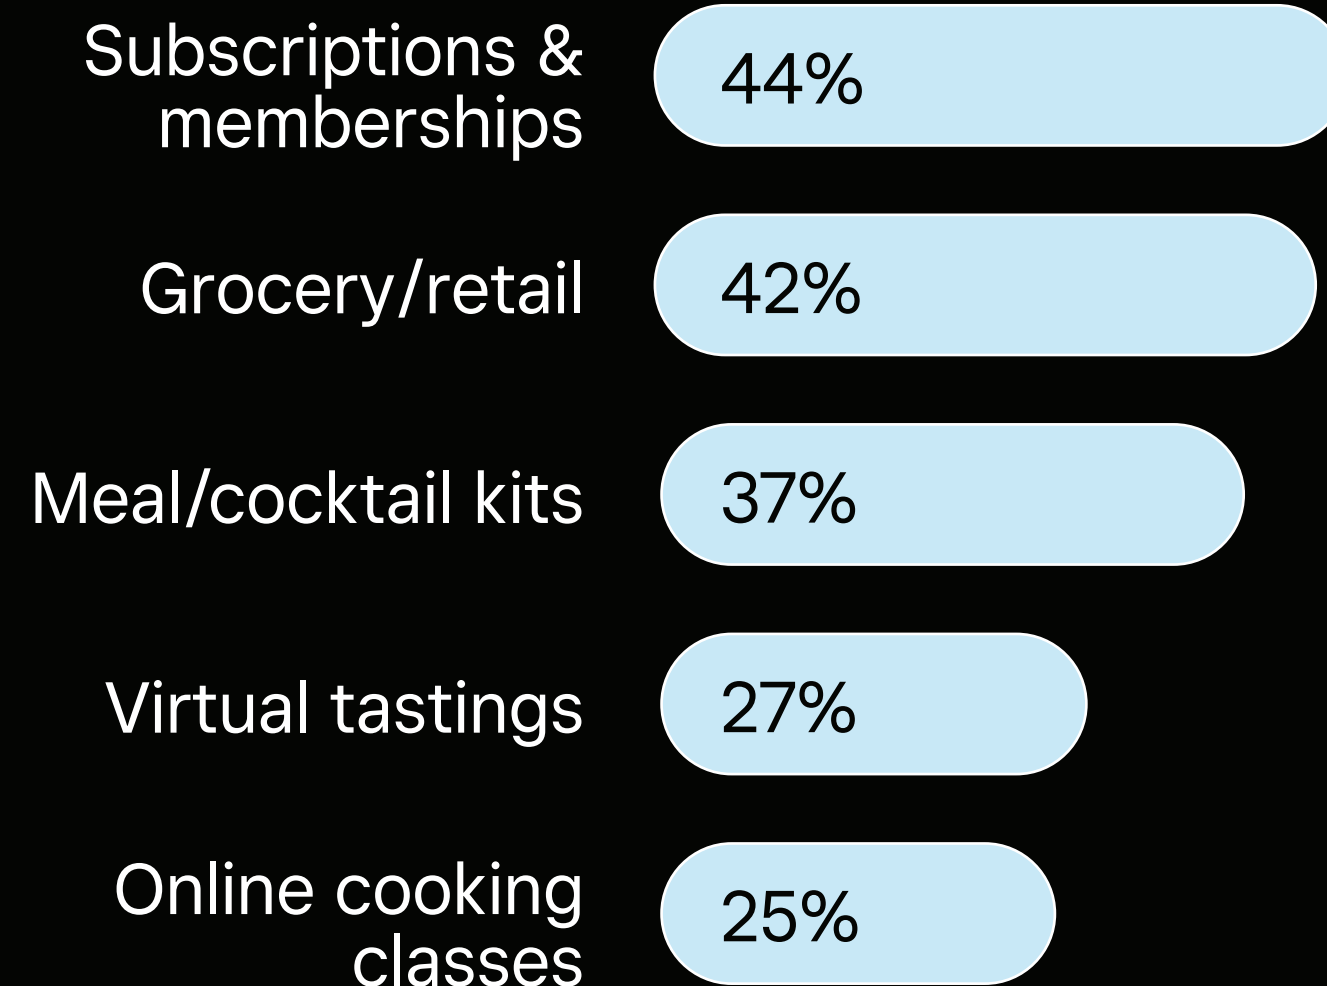 Subscriptions &
memberships
44%
Grocery/retail
42%
Meal/cocktail kits
37%
Virtual tastings
27%
Online cooking
classes
25%